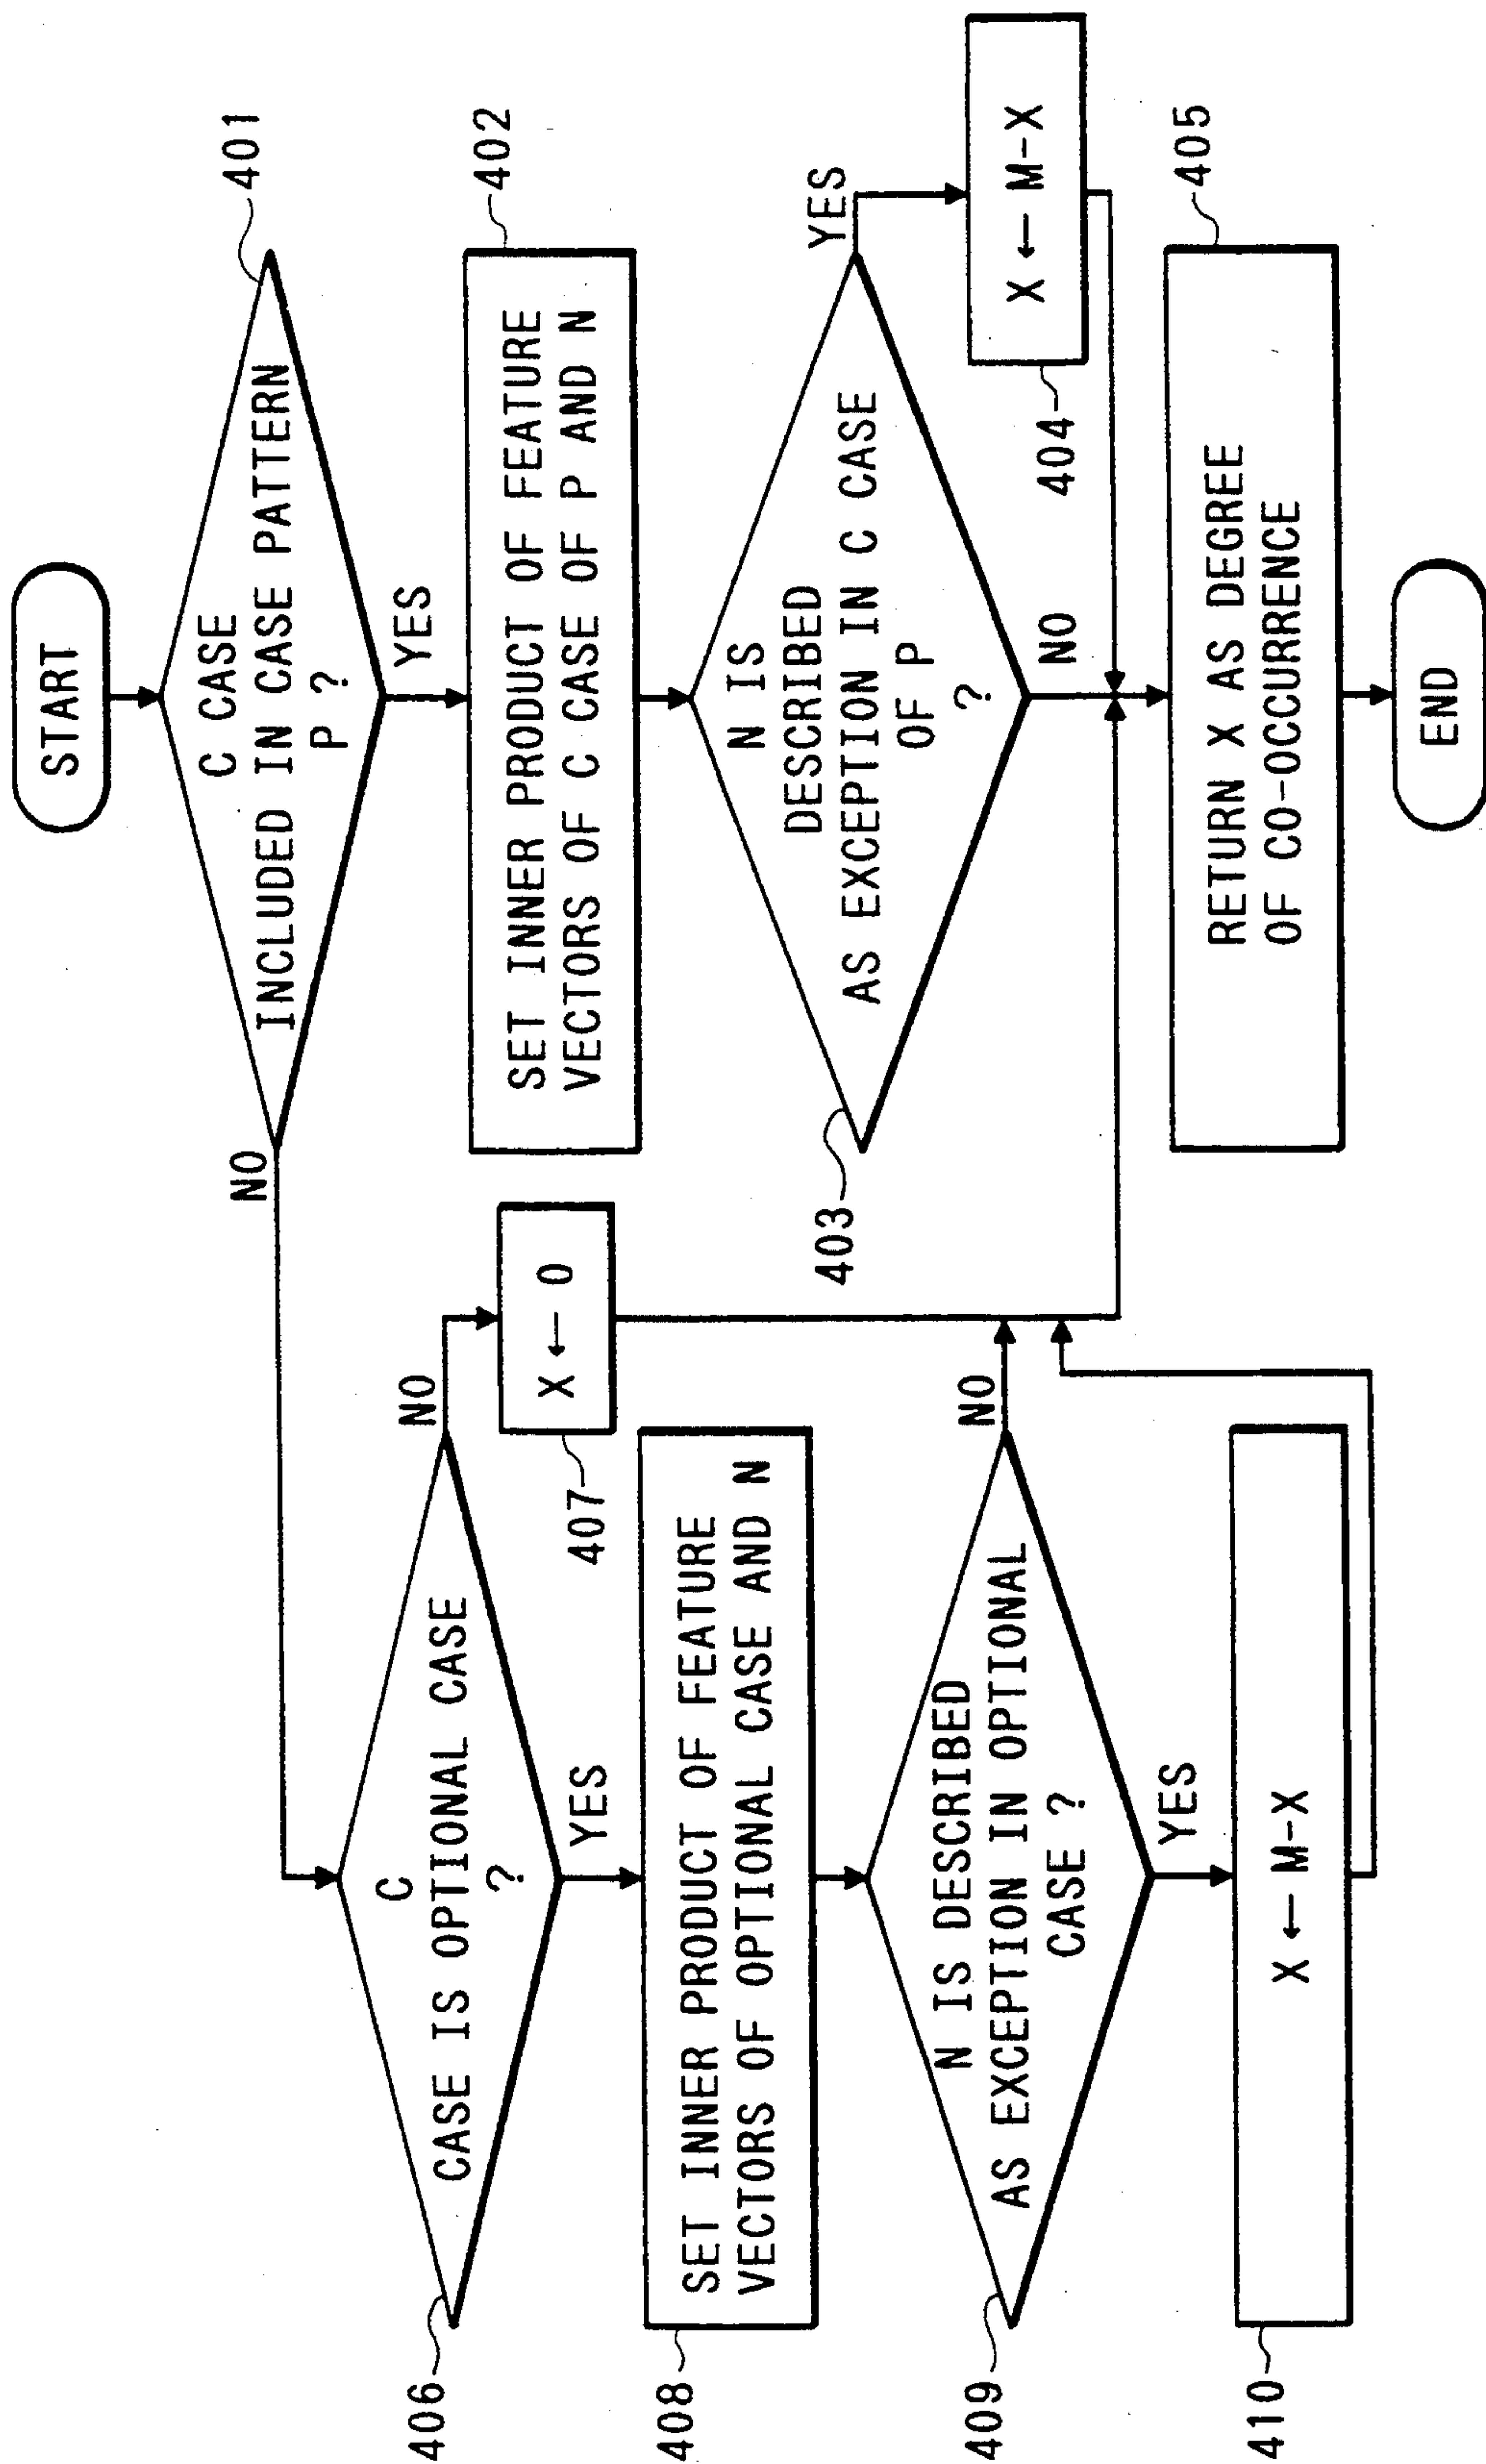 START
C CASE
INCLUDED IN CASE PATTERN
P ?
401
NO
YES
SET INNER PRODUCT OF FEATURE
VECTORS OF C CASE OF P AND N
402
N IS
DESCRIBED
AS EXCEPTION IN C CASE
OF P
?
403
YES
NO
X ← M-X
404
RETURN X AS DEGREE
OF CO-OCCURRENCE
405
END
C
CASE IS OPTIONAL CASE
?
406
NO
YES
X ← 0
407
SET INNER PRODUCT OF FEATURE
VECTORS OF OPTIONAL CASE AND N
408
N IS DESCRIBED
AS EXCEPTION IN OPTIONAL
CASE ?
409
NO
YES
X ← M-X
410